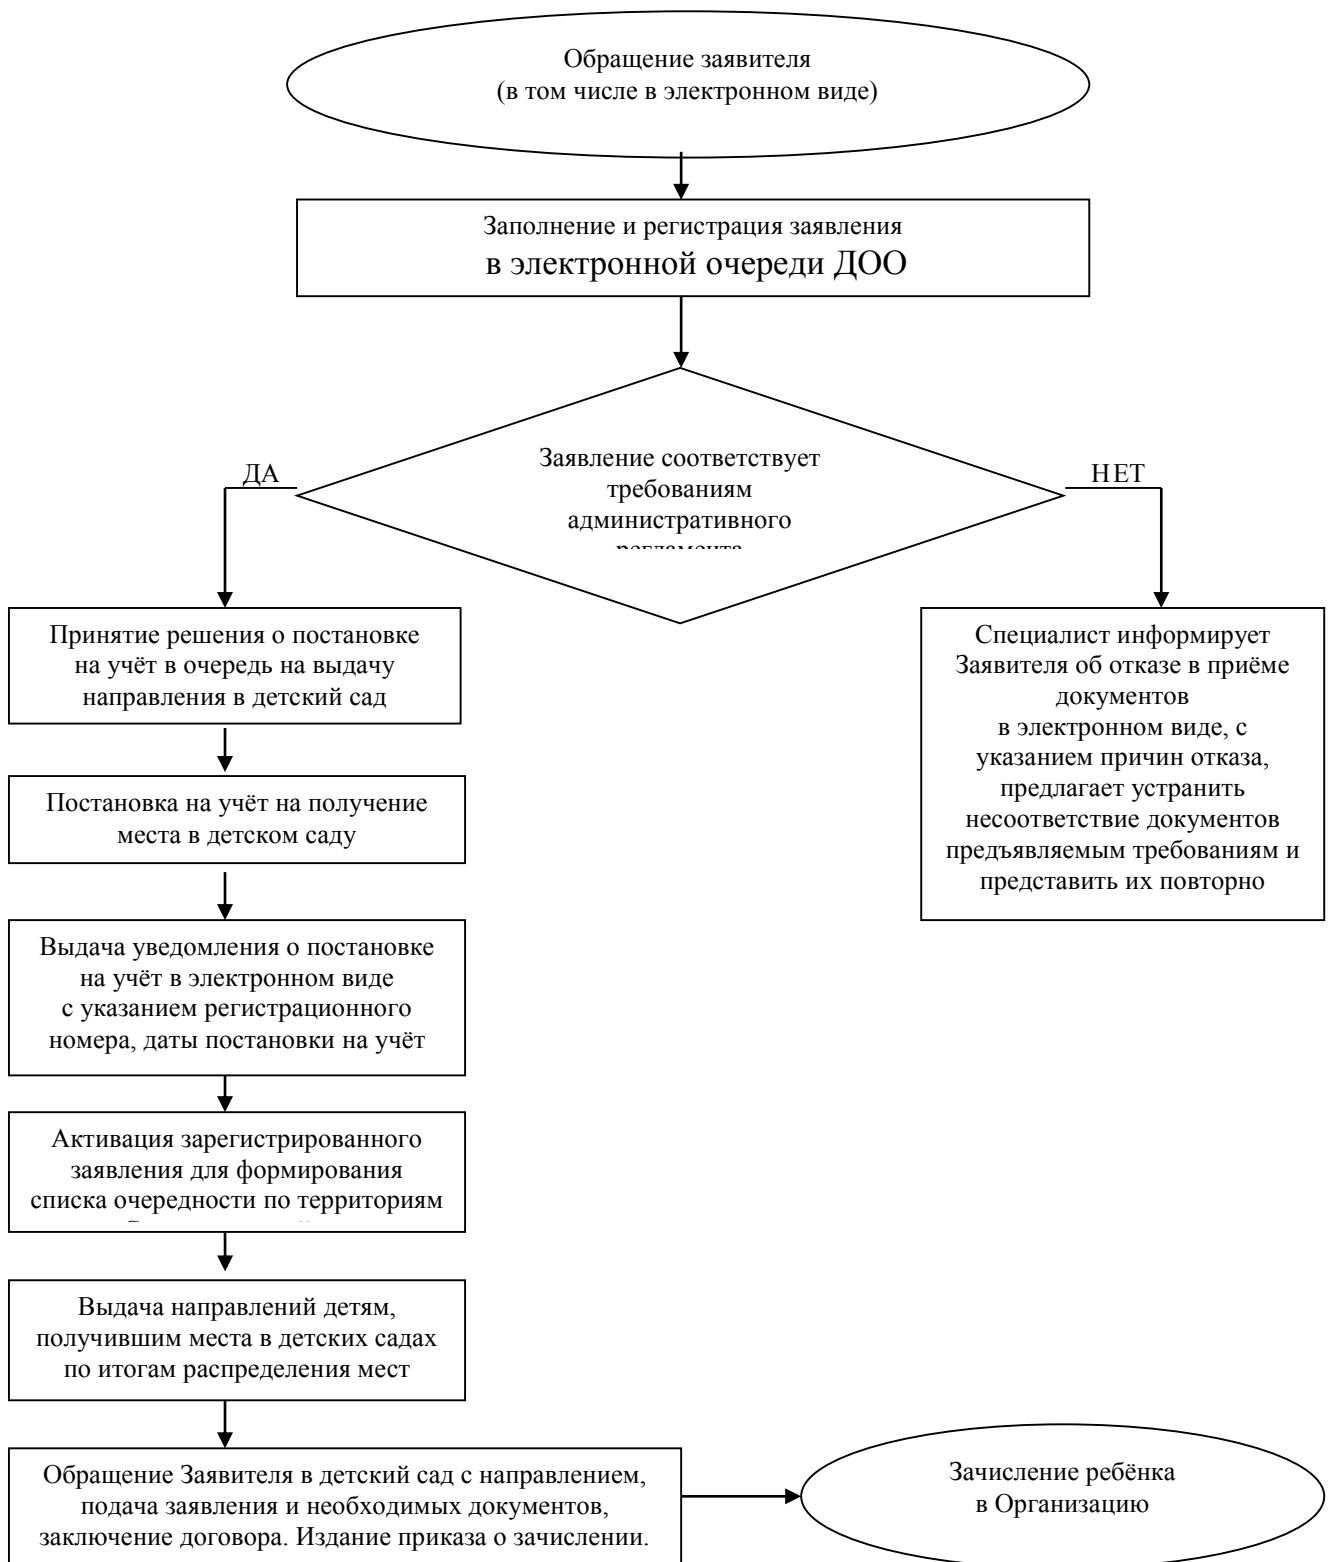 Обращение заявителя
(в том числе в электронном виде)
Заполнение и регистрация заявления
в электронной очереди ДОО
ДА
Заявление соответствует
требованиям
административного
регламента
НЕТ
Принятие решения о постановке
на учёт в очередь на выдачу
направления в детский сад
Специалист информирует
Заявителя об отказе в приёме
документов
в электронном виде, с
указанием причин отказа,
предлагает устранить
несоответствие документов
предъявляемым требованиям и
представить их повторно
Постановка на учёт на получение
места в детском саду
Выдача уведомления о постановке
на учёт в электронном виде
с указанием регистрационного
номера, даты постановки на учёт
Активация зарегистрированного
заявления для формирования
списка очередности по территориям
Выдача направлений детям,
получившим места в детских садах
по итогам распределения мест
Обращение Заявителя в детский сад с направлением,
подача заявления и необходимых документов,
заключение договора. Издание приказа о зачислении.
Зачисление ребёнка
в Организацию